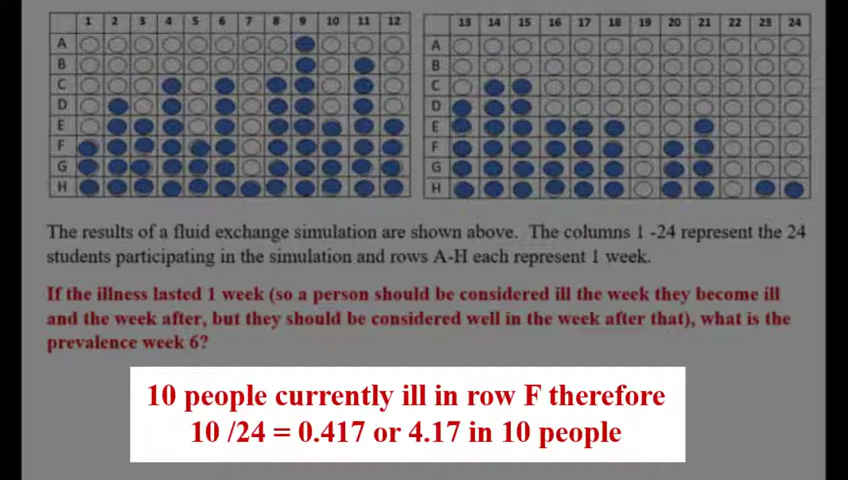 1 2 3 4 5 6 7 8 9 10 11 12
A
B
C
D
E
F
G
H
13 14 15 16 17 18 19 20 21 22 23 24
A
B
C
D
E
F
G
H
The results of a fluid exchange simulation are shown above. The columns 1 -24 represent the 24
students participating in the simulation and rows A-H each represent 1 week.
If the illness lasted 1 week (so a person should be considered ill the week they become ill
and the week after, but they should be considered well in the week after that), what is the
prevalence week 6?
10 people currently ill in row F therefore
10 /24 = 0.417 or 4.17 in 10 people